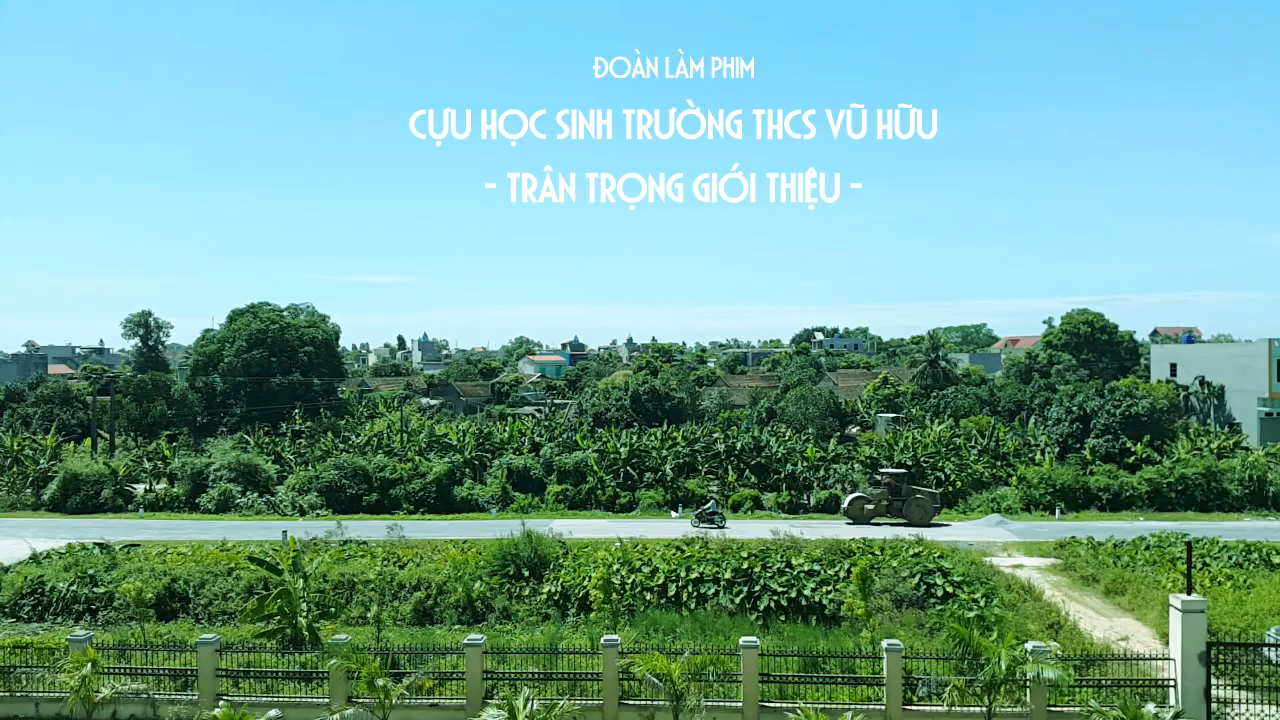 ĐOÀN LÀM PHIM
CỰU HỌC SINH TRƯỜNG THCS VŨ HỮU
- TRÂN TRỌNG GIỚI THIỆU -